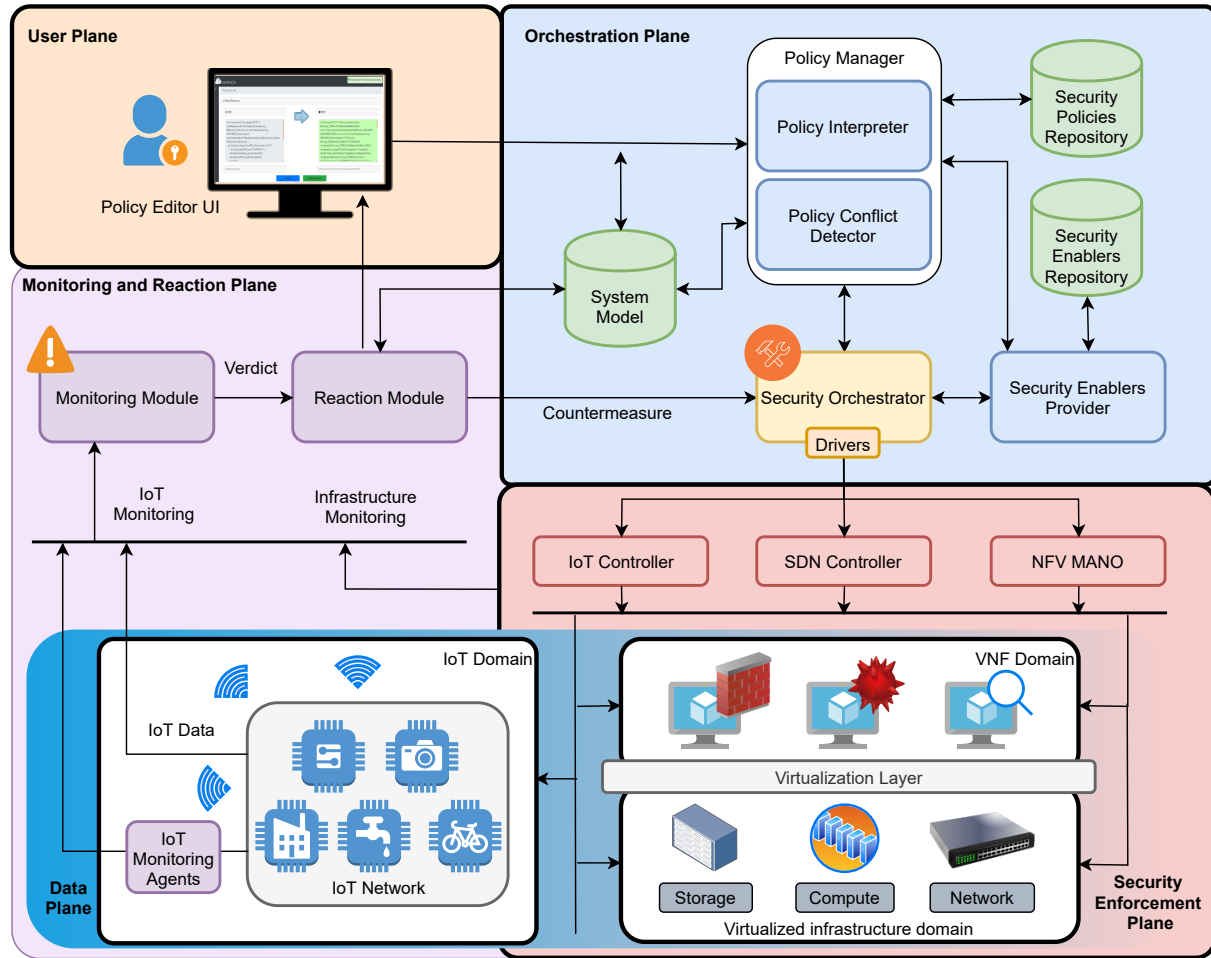 User Plane
Policy Editor UI
Orchestration Plane
Policy Manager
Policy Interpreter
Policy Conflict
Detector
Security
Policies
Repository
Security
Enablers
Repository
System
Model
Monitoring and Reaction Plane
Monitoring Module
Verdict
Reaction Module
Countermeasure
Security Orchestrator
Drivers
Security Enablers
Provider
IoT
Monitoring
Infrastructure
Monitoring
IoT Controller
SDN Controller
NFV MANO
IoT Domain
VNF Domain
IoT Data
Virtualization Layer
IoT
Monitoring
Agents
IoT Network
Data
Plane
Storage
Compute
Network
Virtualized infrastructure domain
Security
Enforcement
Plane